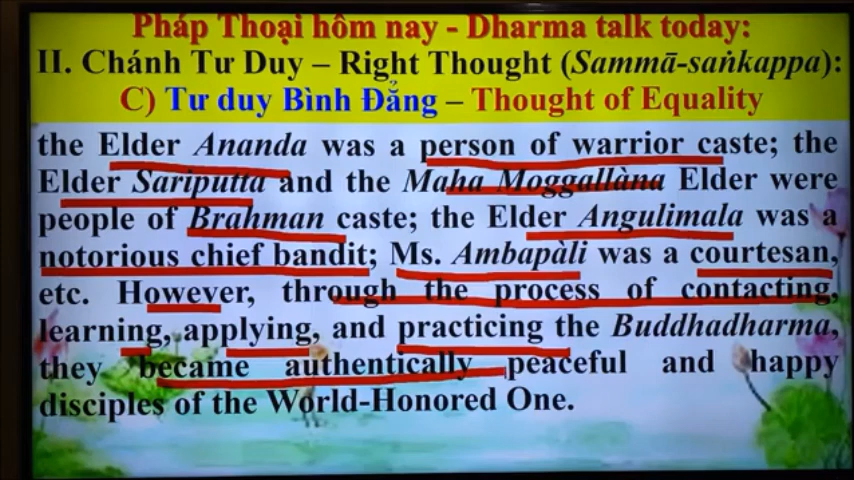 Pháp Thoại hôm nay - Dharma talk today:
II. Chánh Tư Duy – Right Thought (Sammā-saṅkappa):
C) Tư duy Bình Đẳng – Thought of Equality
the Elder Ananda was a person of warrior caste; the
Elder Sariputta and the Maha Moggallàna Elder were
people of Brahman caste; the Elder Angulimala was a
notorious chief bandit; Ms. Ambapàli was a courtesan,
etc. However, through the process of contacting,
learning, applying, and practicing the Buddhadharma,
they became authentically peaceful and happy
disciples of the World-Honored One.